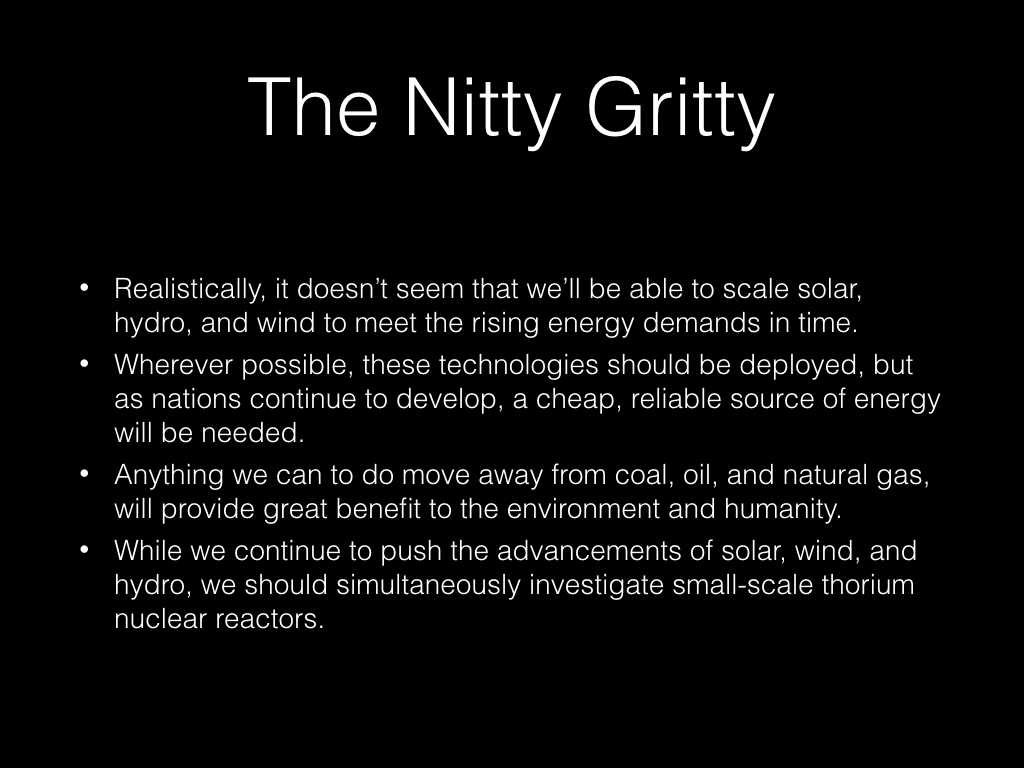 The Nitty Gritty
• Realistically, it doesn’t seem that we’ll be able to scale solar,
hydro, and wind to meet the rising energy demands in time.
• Wherever possible, these technologies should be deployed, but
as nations continue to develop, a cheap, reliable source of energy
will be needed.
• Anything we can to do move away from coal, oil, and natural gas,
will provide great benefit to the environment and humanity.
• While we continue to push the advancements of solar, wind, and
hydro, we should simultaneously investigate small-scale thorium
nuclear reactors.